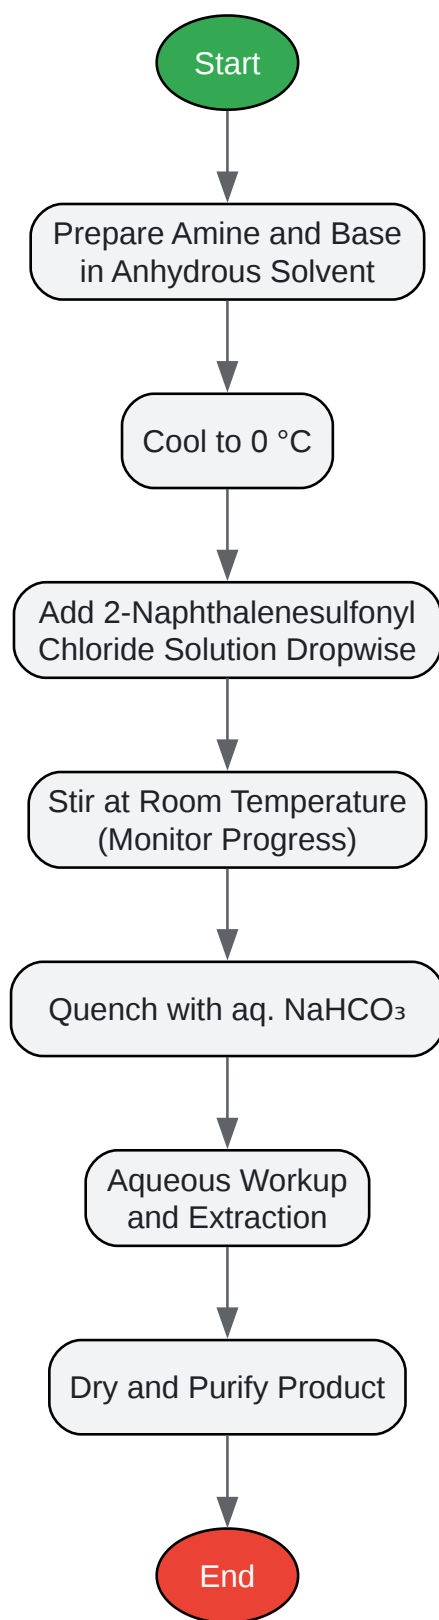 Start
Prepare Amine and Base
in Anhydrous Solvent
Cool to 0 °C
Add 2-Naphthalenesulfonyl
Chloride Solution Dropwise
Stir at Room Temperature
(Monitor Progress)
Quench with aq. NaHCO₃
Aqueous Workup
and Extraction
Dry and Purify Product
End